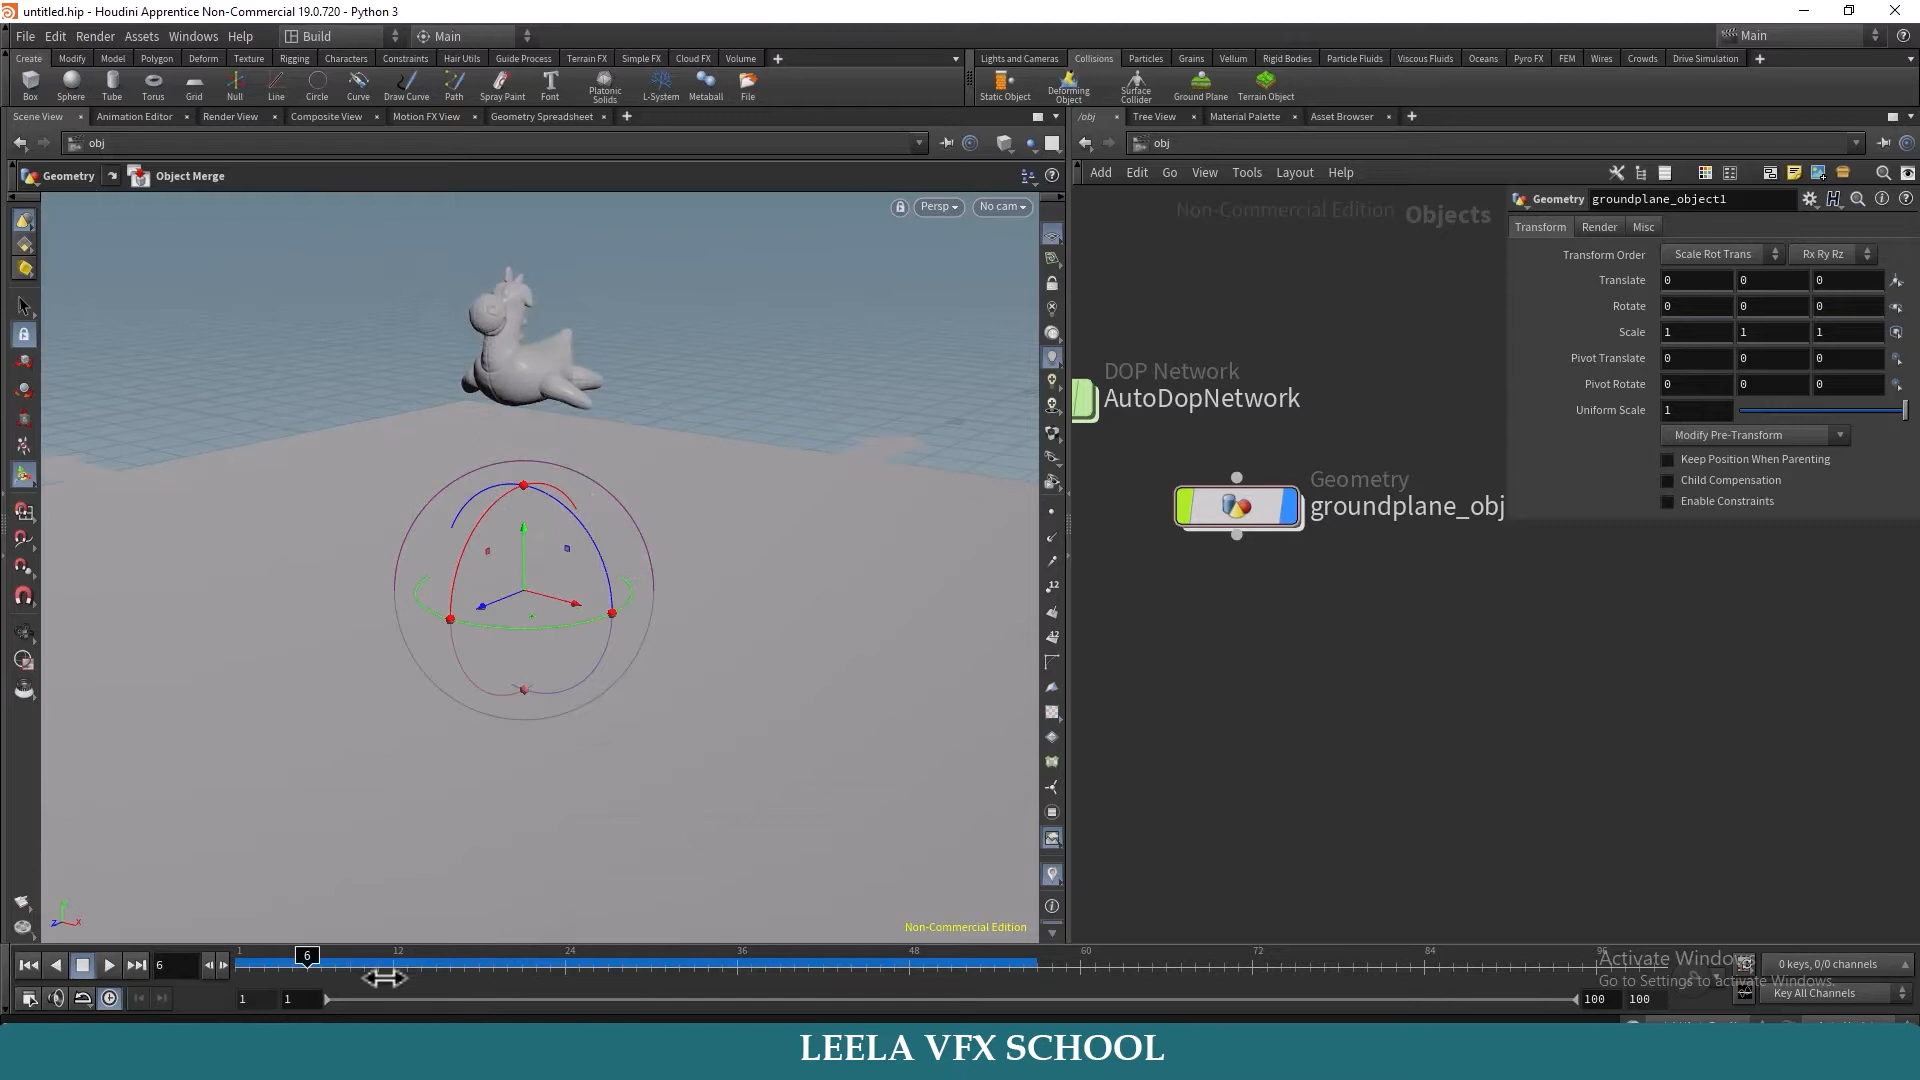 untitled.hip - Houdini Apprentice Non-Commercial 19.0.720 - Python 3
File Edit Render Assets Windows Help Build Main Main
Create Modify Model Polygon Deform Texture Rigging Characters Constraints Hair Utils Guide Process Terrain FX Simple FX Cloud FX Volume
Lights and Cameras Collisions Particles Grains Vellum Rigid Bodies Particle Fluids Viscous Fluids Oceans Pyro FX FEM Wires Crowds Drive Simulation
Box Sphere Tube Torus Grid Null Line Circle Curve Draw Curve Path Spray Paint Font Platonic Solids L-System Metaball File
Static Object Deforming Object Surface Collider Ground Plane Terrain Object
Scene View Animation Editor Render View Composite View Motion FX View Geometry Spreadsheet
/obj Tree View Material Palette Asset Browser
obj
obj
Geometry Object Merge
Add Edit Go View Tools Layout Help
Persp No cam
Non-Commercial Edition Objects
Geometry groundplane_object1
Transform Render Misc
Transform Order Scale Rot Trans Rx Ry Rz
Translate 0 0 0
Rotate 0 0 0
Scale 1 1 1
Pivot Translate 0 0 0
Pivot Rotate 0 0 0
Uniform Scale 1
Modify Pre-Transform
Keep Position When Parenting
Child Compensation
Enable Constraints
DOP Network
AutoDopNetwork
Geometry
groundplane_obj
12
12
Non-Commercial Edition
1 6 12 24 36 48 60 72 84 96
6
1 1 100 100
0 keys, 0/0 channels
Key All Channels
Activate Window
Go to Settings to activate Windows.
LEELA VFX SCHOOL